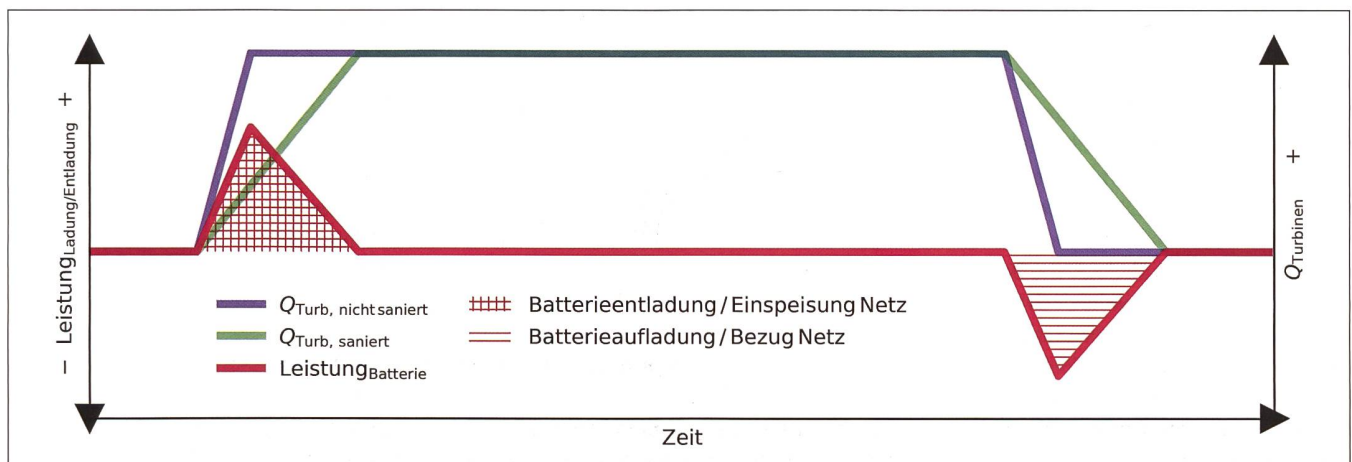 − Leistung Ladung/Entladung +
Q Turb, nicht saniert
Q Turb, saniert
Leistung Batterie
Batterieentladung / Einspeisung Netz
Batterieaufladung / Bezug Netz
Q Turbinen +
Zeit